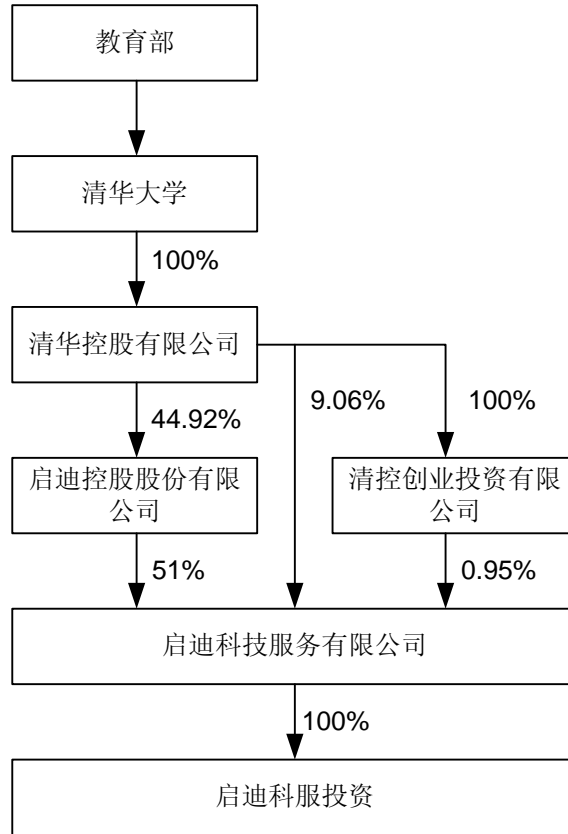 教育部
清华大学
100%
清华控股有限公司
9.06%
100%
44.92%
启迪控股股份有限
公司
清控创业投资有限
公司
51%
0.95%
启迪科技服务有限公司
100%
启迪科服投资